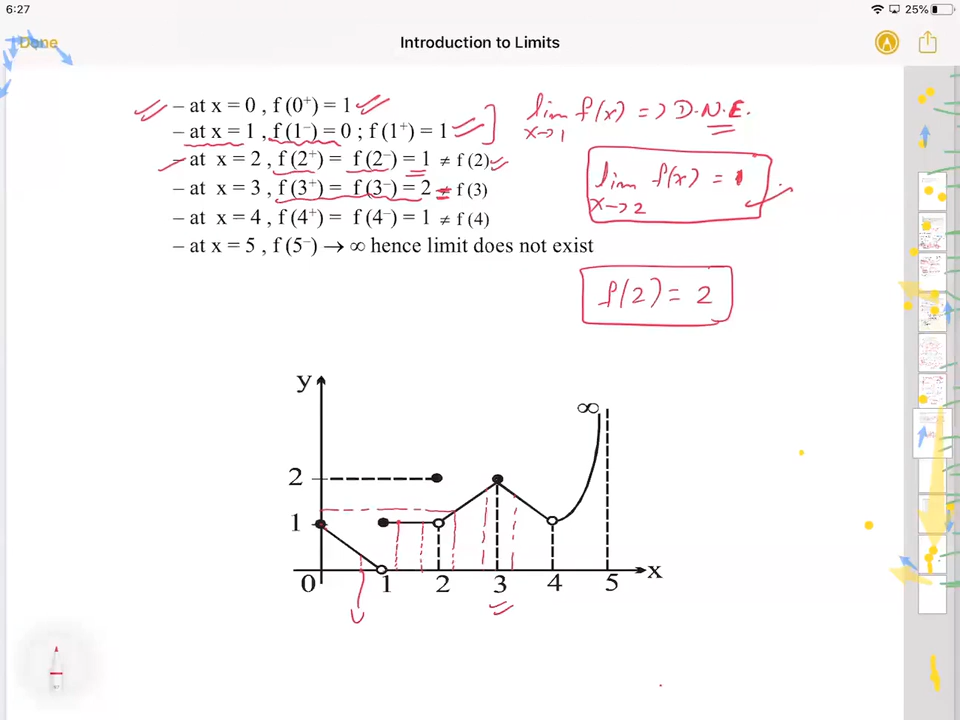 6:27
25%
Done
Introduction to Limits
– at x = 0 , f (0⁺) = 1
– at x = 1 , f (1⁻) = 0 ; f (1⁺) = 1
– at x = 2 , f (2⁺) = f (2⁻) = 1 ≠ f (2)
– at x = 3 , f (3⁺) = f (3⁻) = 2 ≠ f (3)
– at x = 4 , f (4⁺) = f (4⁻) = 1 ≠ f (4)
– at x = 5 , f (5⁻) → ∞ hence limit does not exist
lim f(x) => D.N.E.
x→1
lim f(x) = 1
x→2
f(2) = 2
y
∞
2
1
0 1 2 3 4 5 x